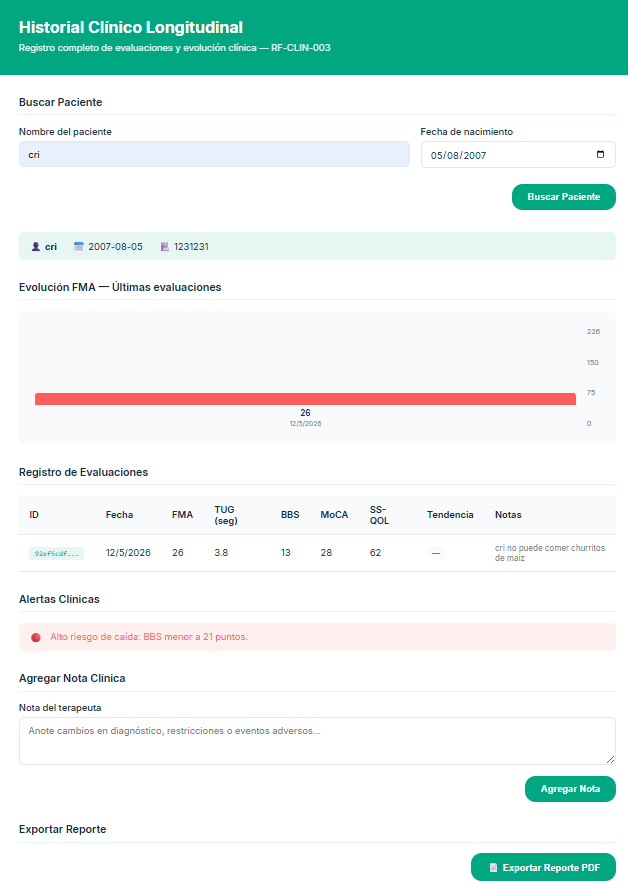 Historial Clínico Longitudinal
Registro completo de evaluaciones y evolución clínica — RF-CLIN-003
Buscar Paciente
Nombre del paciente
Fecha de nacimiento
cri
05/08/2007
Buscar Paciente
cri 2007-08-05 1231231
Evolución FMA — Últimas evaluaciones
226
150
75
0
26
12/5/2026
Registro de Evaluaciones
ID Fecha FMA TUG (seg) BBS MoCA SS-QOL Tendencia Notas
92ef5cdf... 12/5/2026 26 3.8 13 28 62 — cri no puede comer churritos
de maiz
Alertas Clínicas
Alto riesgo de caída: BBS menor a 21 puntos.
Agregar Nota Clínica
Nota del terapeuta
Anote cambios en diagnóstico, restricciones o eventos adversos...
Agregar Nota
Exportar Reporte
Exportar Reporte PDF